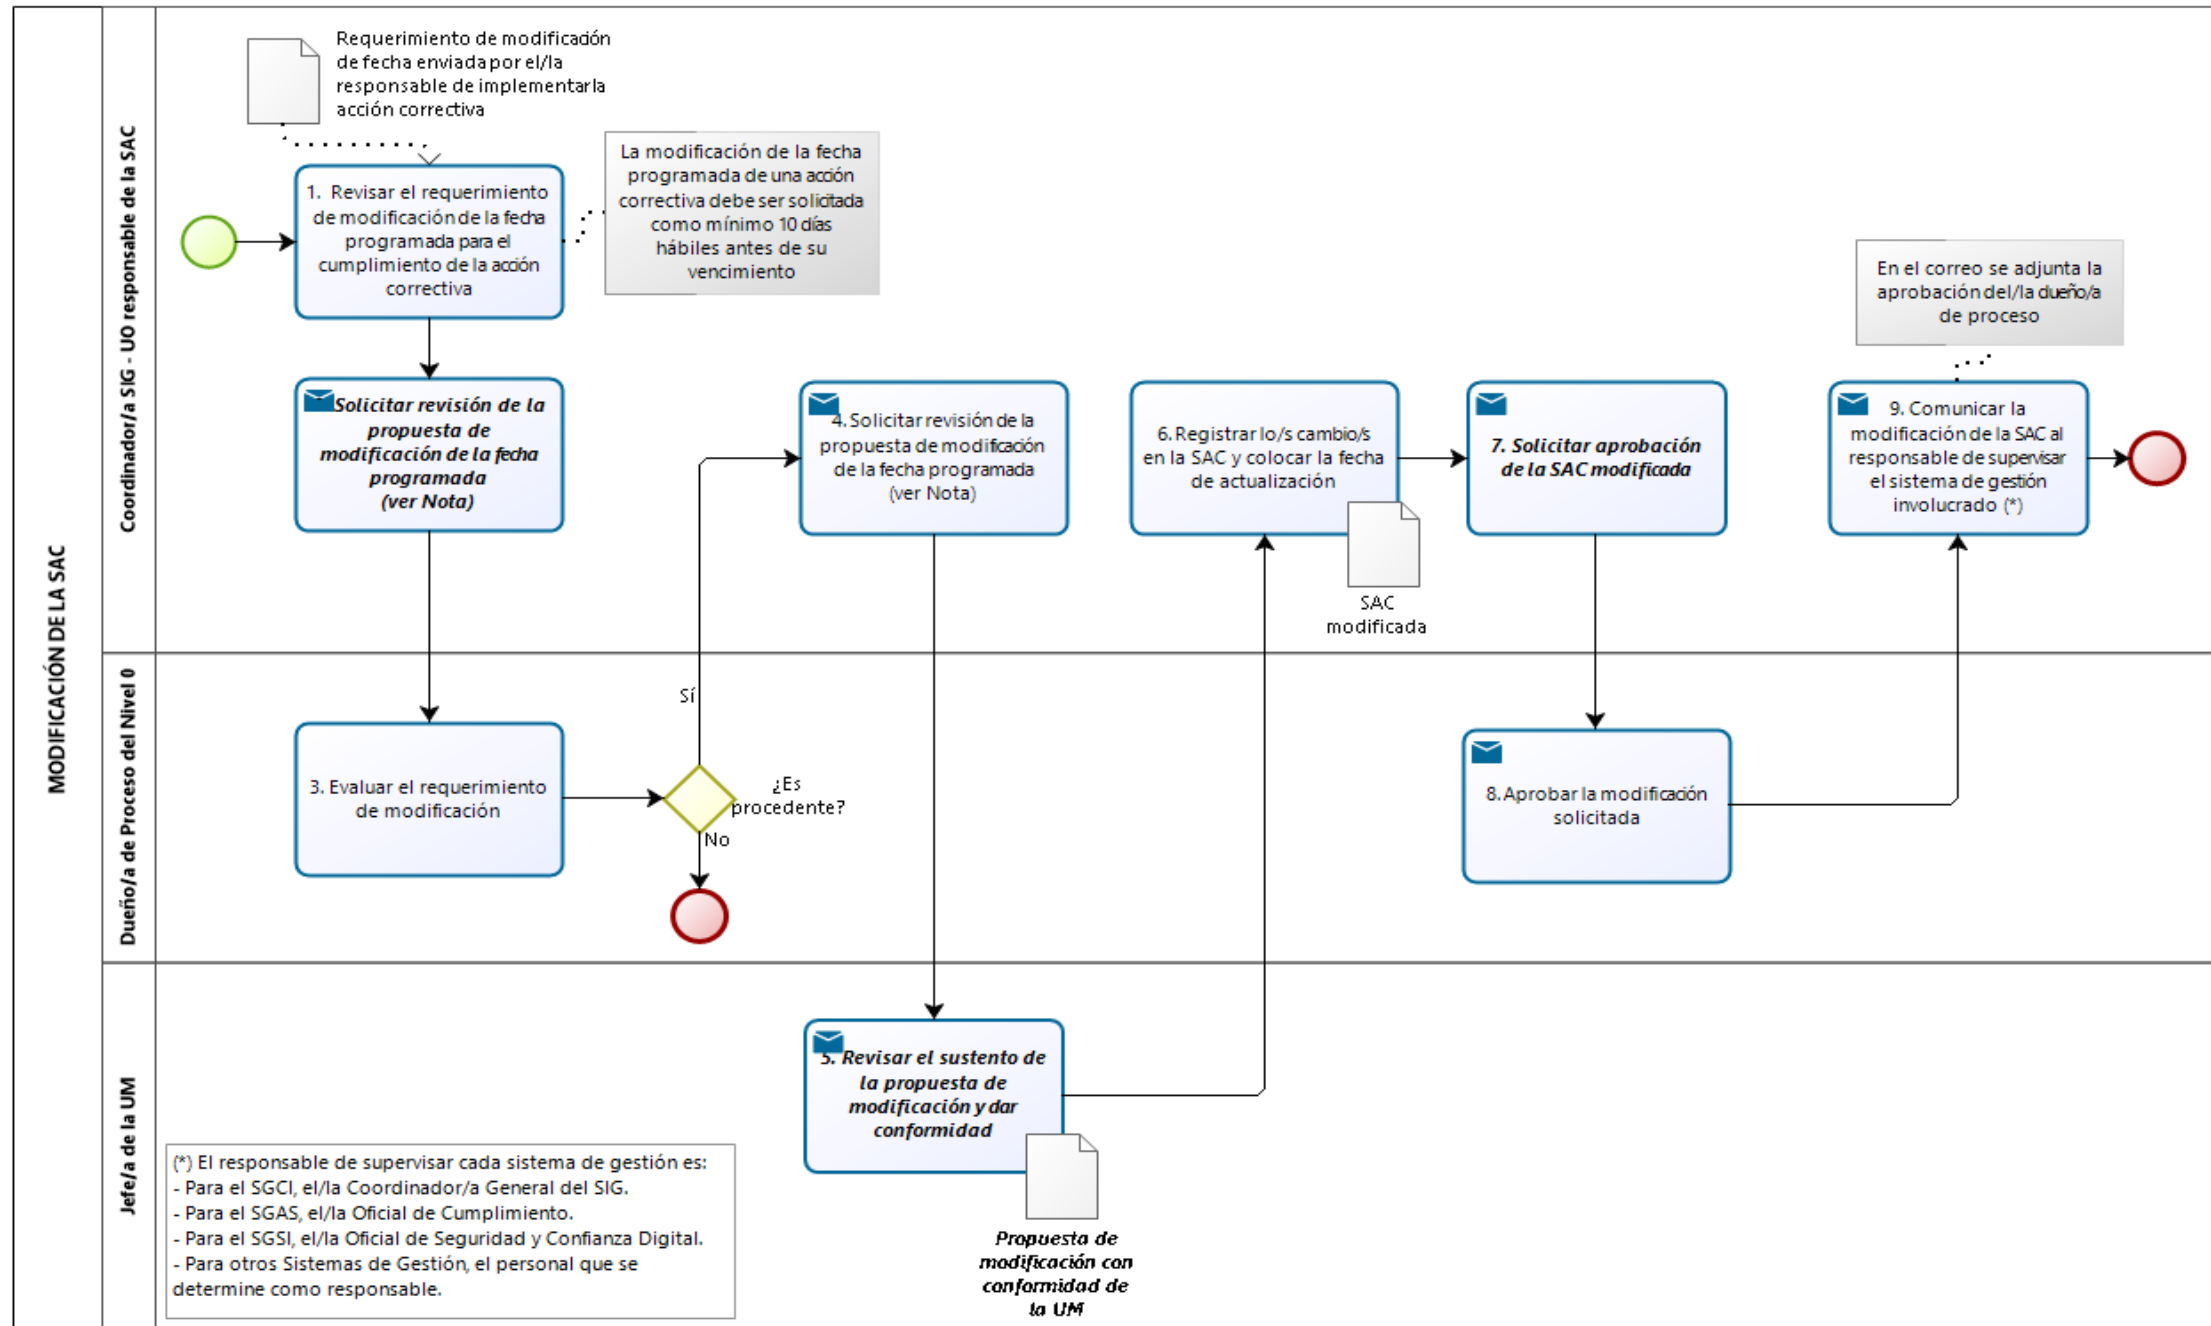 MODIFICACIÓN DE LA SAC
Coordinador/a SIG - UO responsable de la SAC
Requerimiento de modificación
de fecha enviada por el/la
responsable de implementar la
acción correctiva
1. Revisar el requerimiento
de modificación de la fecha
programada para el
cumplimiento de la acción
correctiva
La modificación de la fecha
programada de una acción
correctiva debe ser solicitada
como mínimo 10 días
hábiles antes de su
vencimiento
Solicitar revisión de la
propuesta de
modificación de la fecha
programada
(ver Nota)
4. Solicitar revisión de la
propuesta de modificación
de la fecha programada
(ver Nota)
6. Registrar lo/s cambio/s
en la SAC y colocar la fecha
de actualización
SAC
modificada
7. Solicitar aprobación
de la SAC modificada
En el correo se adjunta la
aprobación del/la dueño/a
de proceso
9. Comunicar la
modificación de la SAC al
responsable de supervisar
el sistema de gestión
involucrado (*)
Dueño/a de Proceso del Nivel 0
3. Evaluar el requerimiento
de modificación
Sí
¿Es
procedente?
No
8. Aprobar la modificación
solicitada
Jefe/a de la UM
5. Revisar el sustento de
la propuesta de
modificación y dar
conformidad
Propuesta de
modificación con
conformidad de
la UM
(*) El responsable de supervisar cada sistema de gestión es:
- Para el SGCI, el/la Coordinador/a General del SIG.
- Para el SGAS, el/la Oficial de Cumplimiento.
- Para el SGSI, el/la Oficial de Seguridad y Confianza Digital.
- Para otros Sistemas de Gestión, el personal que se
determine como responsable.